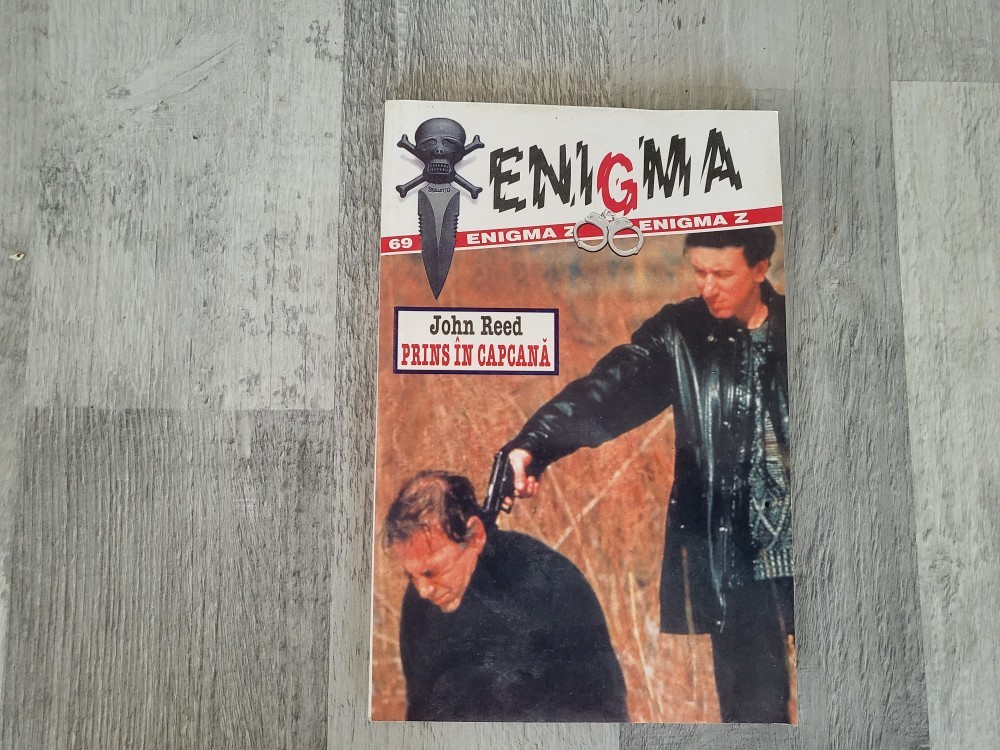 ENIGMA
69 ENIGMA Z ENIGMA Z
John Reed
PRINS ÎN CAPCANĂ